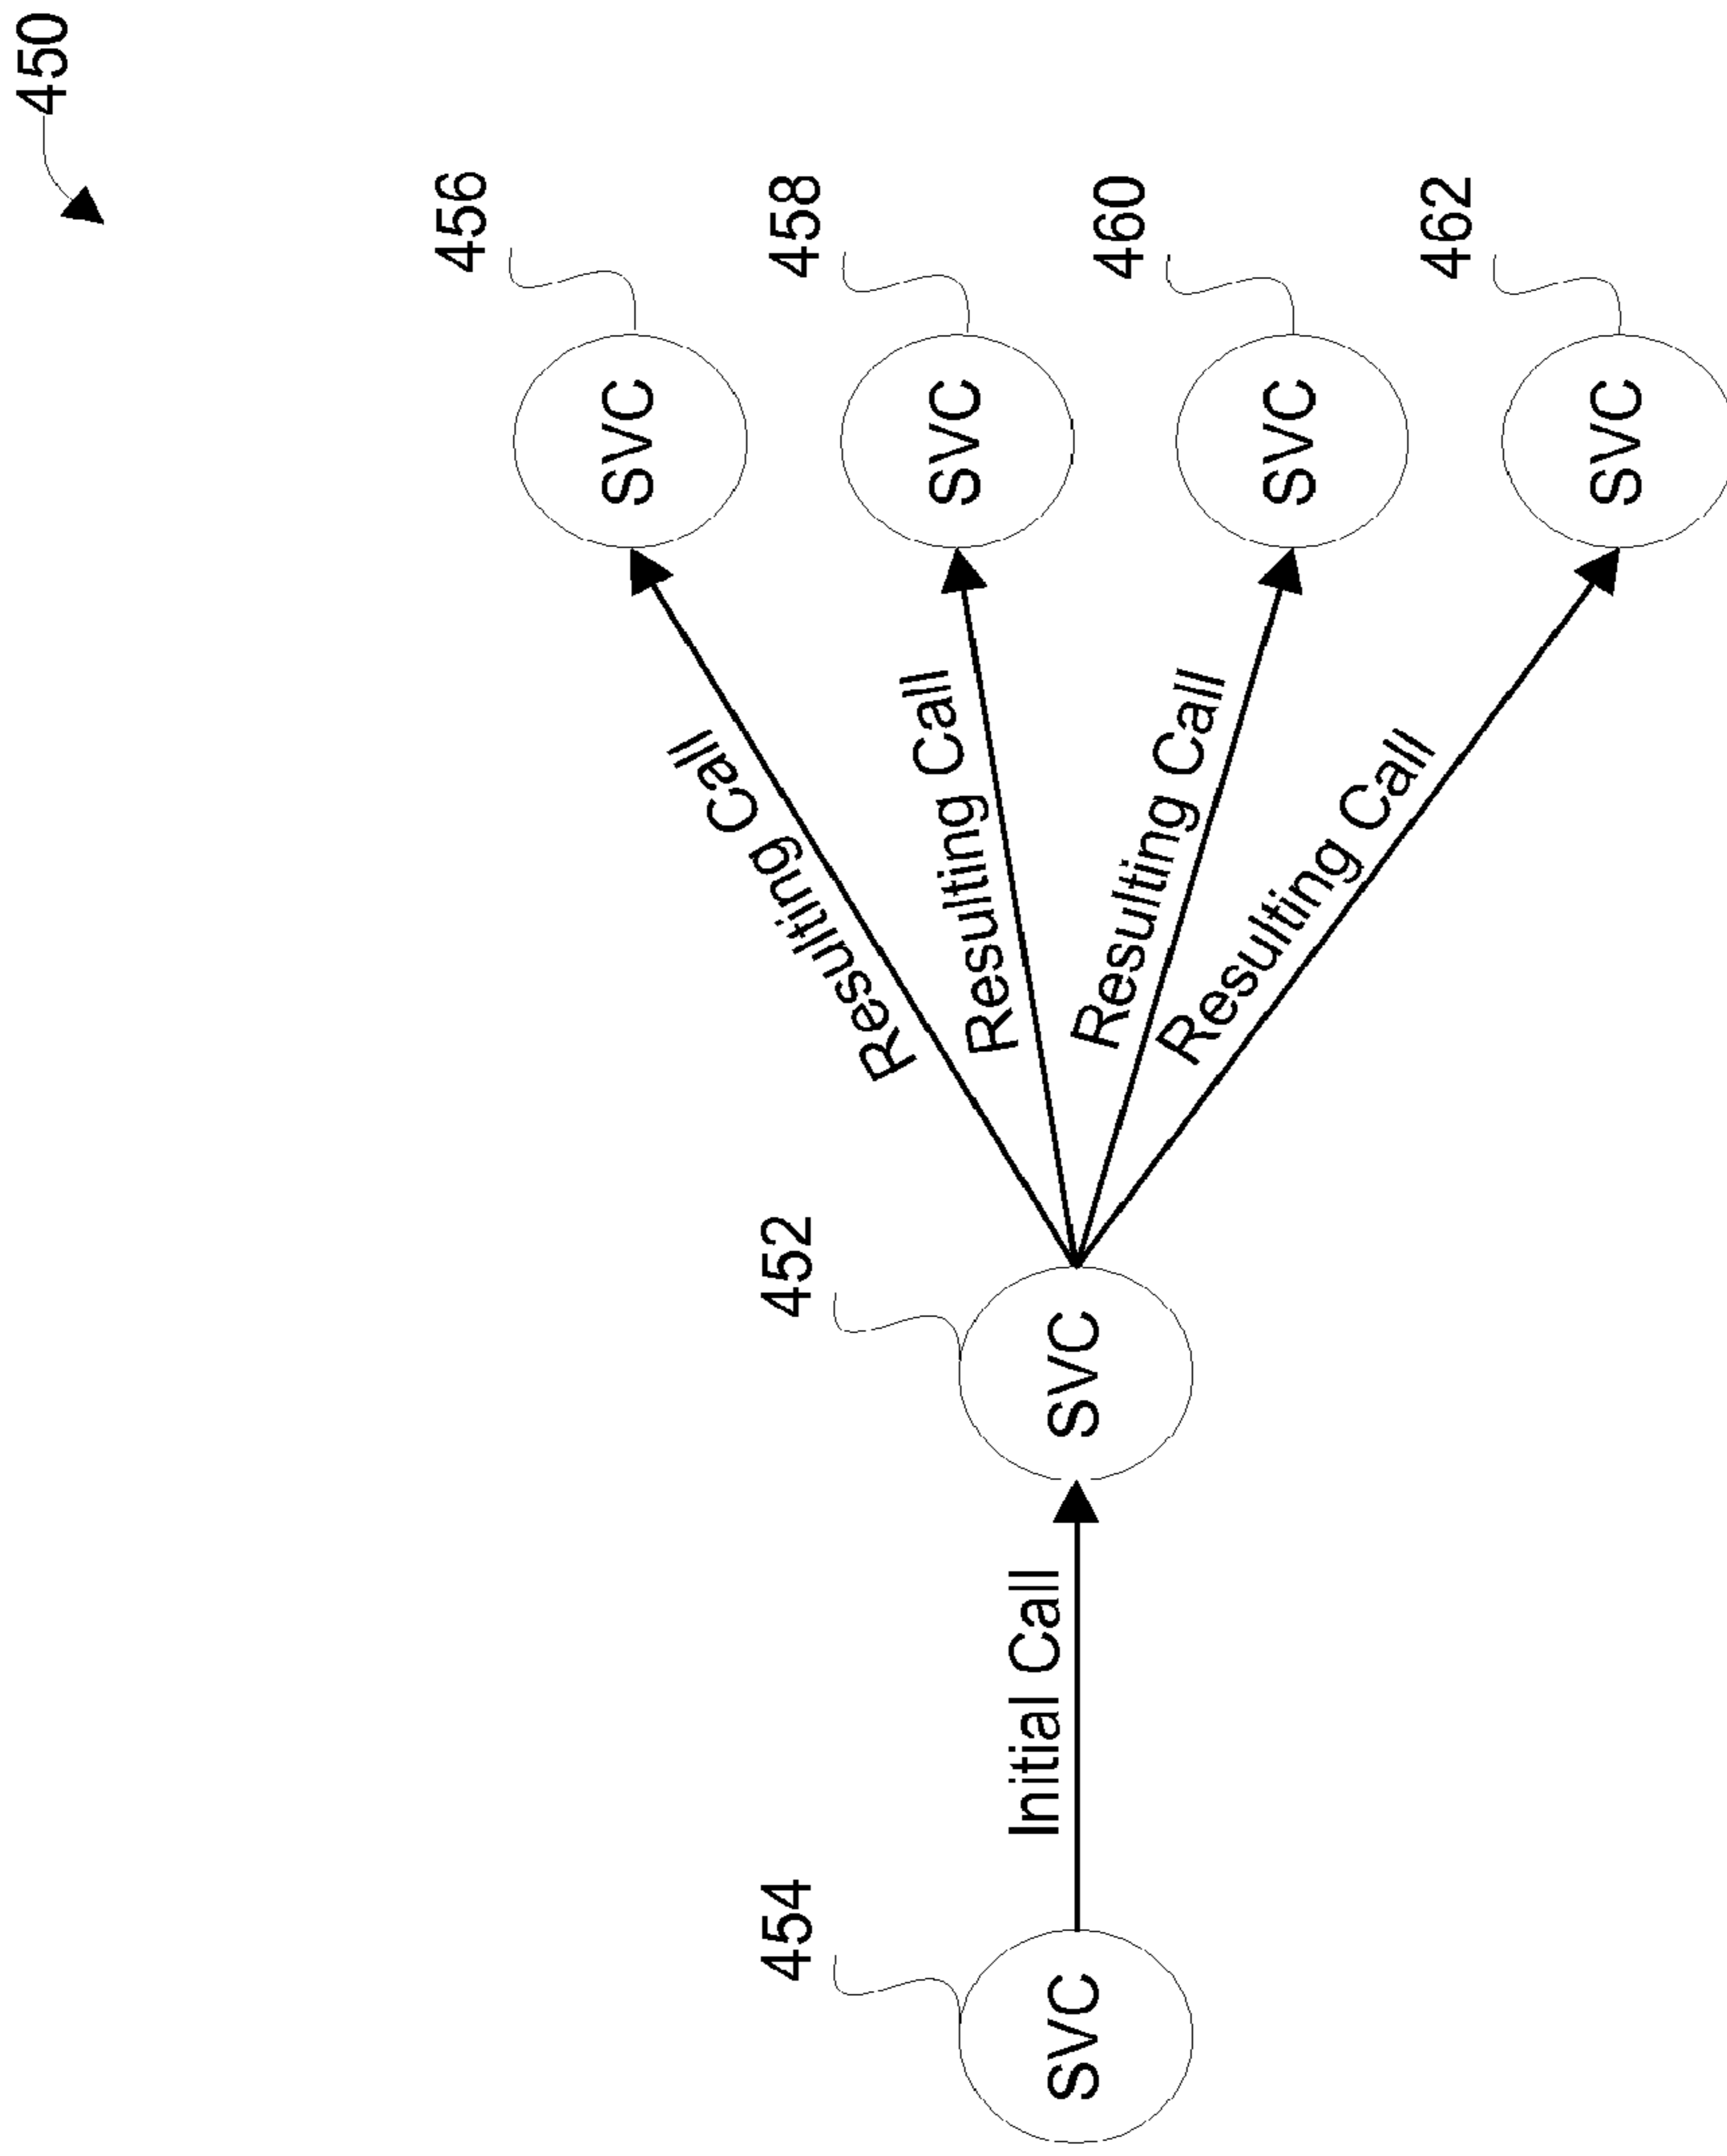 450
456
SVC
458
SVC
460
SVC
462
SVC
Resulting Call
Resulting Call
Resulting Call
Resulting Call
452
SVC
Initial Call
454
SVC